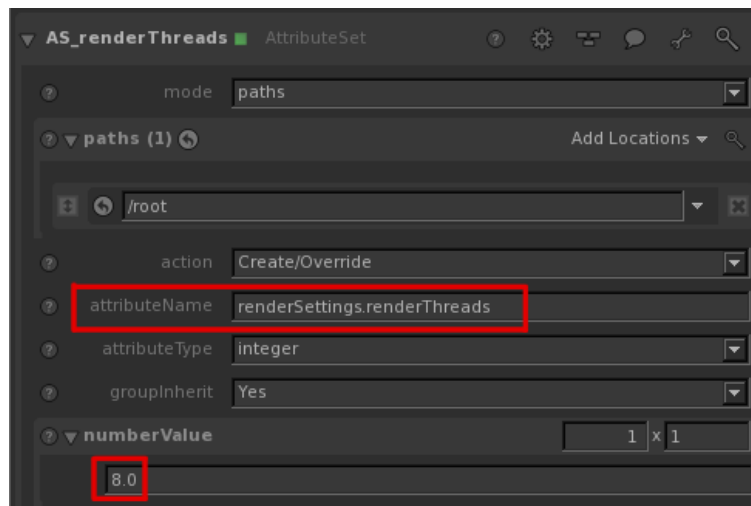 AS_renderThreads AttributeSet
mode paths
paths (1) Add Locations
/root
action Create/Override
attributeName renderSettings.renderThreads
attributeType integer
groupInherit Yes
numberValue 1 x 1
8.0